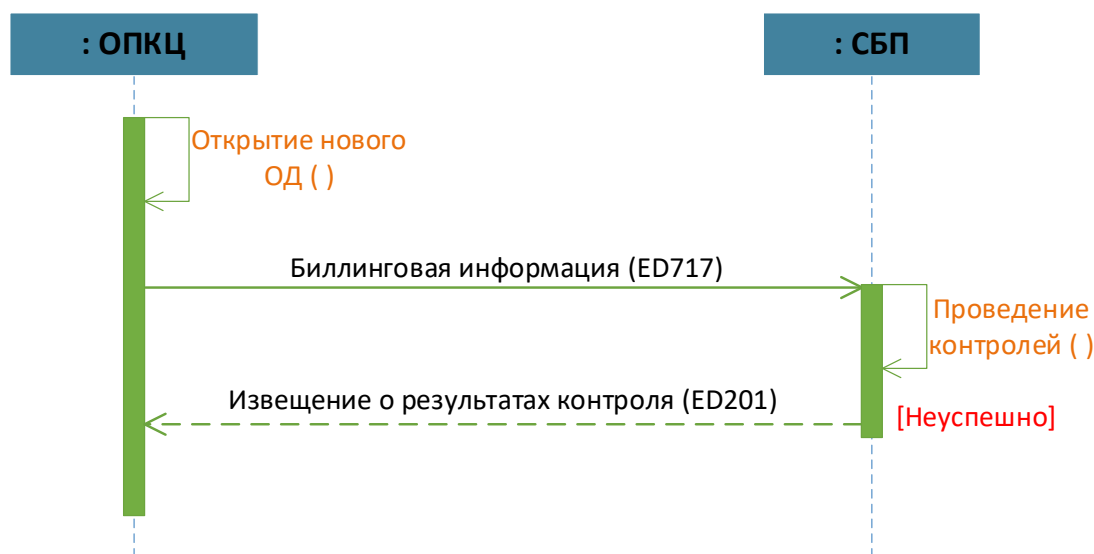 : ОПКЦ
: СБП
Открытие нового
ОД ( )
Биллинговая информация (ED717)
Проведение
контролей ( )
Извещение о результатах контроля (ED201)
[Неуспешно]